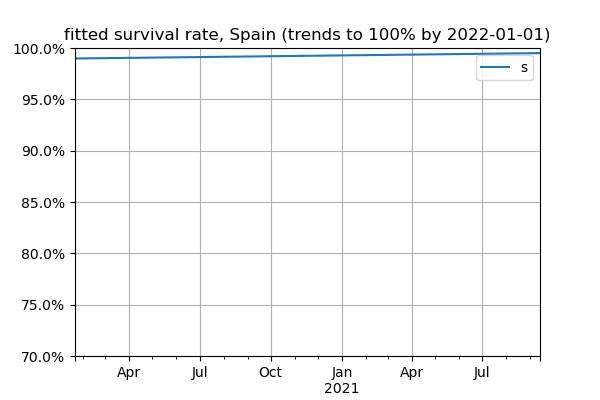 fitted survival rate, Spain (trends to 100% by 2022-01-01)
100.0%
s
95.0%
90.0%
85.0%
80.0%
75.0%
70.0%
Apr Jul Oct Jan Apr Jul
2021